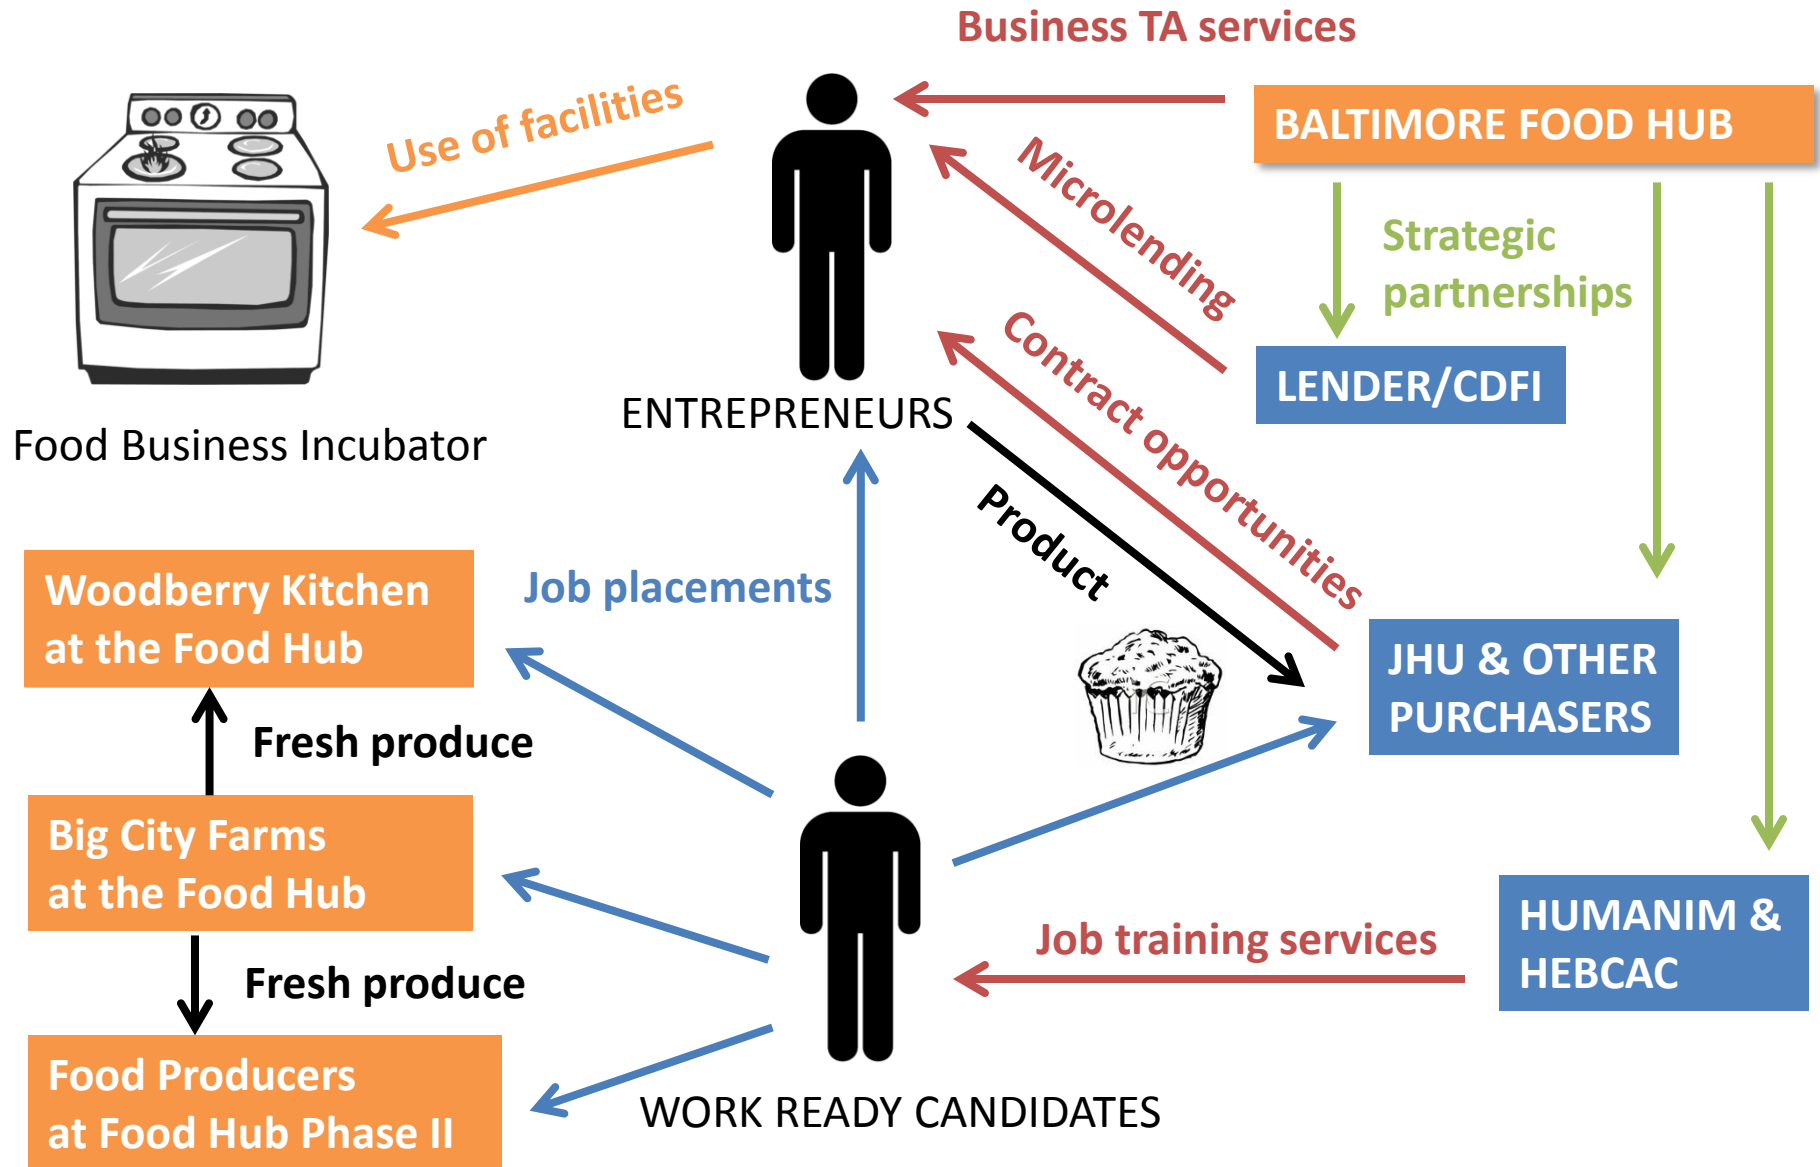 Business TA services
Use of facilities
BALTIMORE FOOD HUB
Microlending
Strategic
partnerships
Contract opportunities
LENDER/CDFI
ENTREPRENEURS
Food Business Incubator
Product
Woodberry Kitchen
at the Food Hub
Job placements
JHU & OTHER
PURCHASERS
Fresh produce
Big City Farms
at the Food Hub
Job training services
HUMANIM &
HEBCAC
Fresh produce
Food Producers
at Food Hub Phase II
WORK READY CANDIDATES